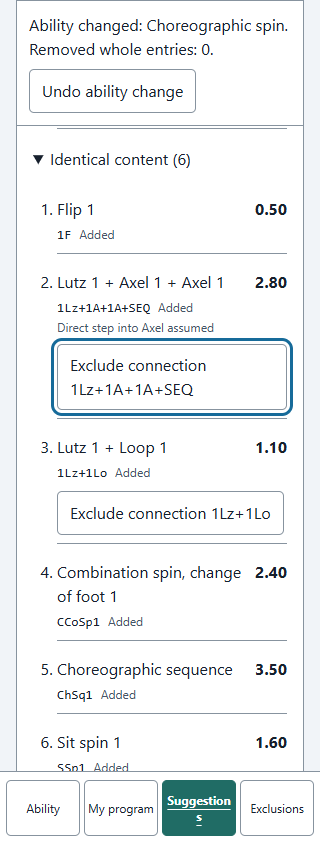 Ability changed: Choreographic spin.
Removed whole entries: 0.
Undo ability change
▼ Identical content (6)
1. Flip 1 0.50
1F Added
2. Lutz 1 + Axel 1 + Axel 1 2.80
1Lz+1A+1A+SEQ Added
Direct step into Axel assumed
Exclude connection
1Lz+1A+1A+SEQ
3. Lutz 1 + Loop 1 1.10
1Lz+1Lo Added
Exclude connection 1Lz+1Lo
4. Combination spin, change 2.40
of foot 1
CCoSp1 Added
5. Choreographic sequence 3.50
ChSq1 Added
6. Sit spin 1 1.60
SSp1 Added
Ability
My program
Suggestion
s
Exclusions